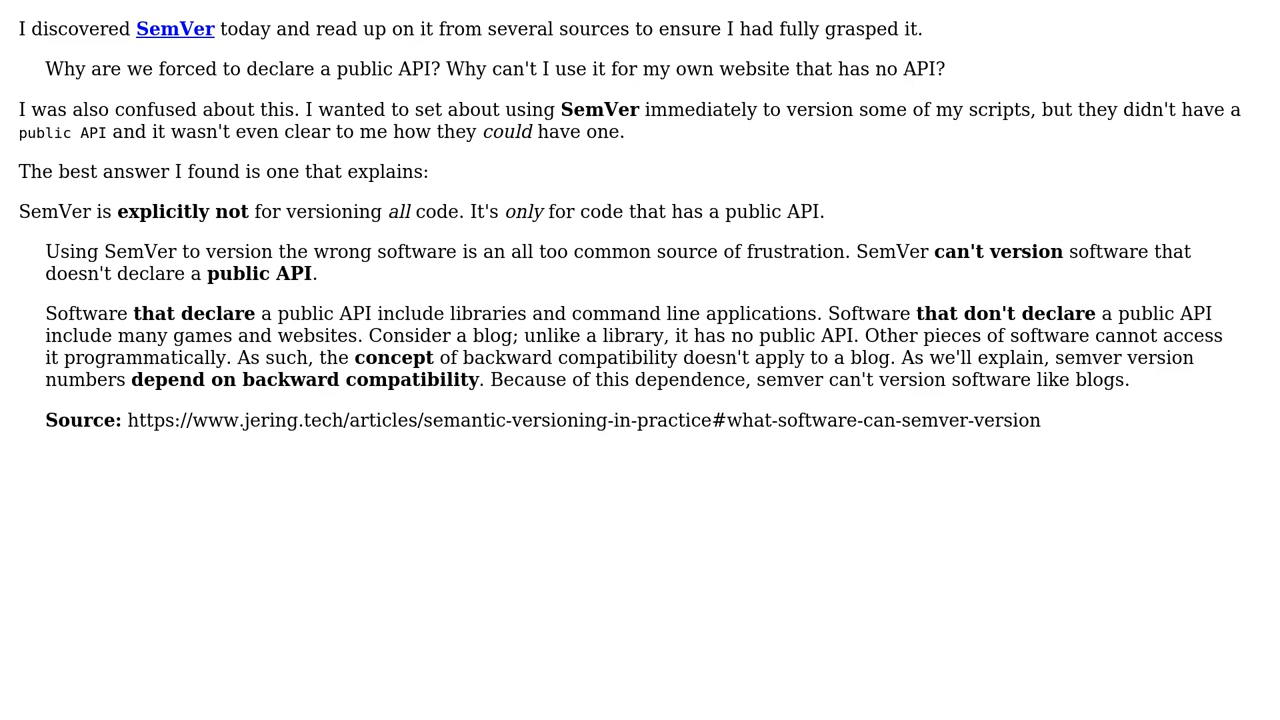 I discovered SemVer today and read up on it from several sources to ensure I had fully grasped it.
Why are we forced to declare a public API? Why can't I use it for my own website that has no API?
I was also confused about this. I wanted to set about using SemVer immediately to version some of my scripts, but they didn't have a
public API and it wasn't even clear to me how they could have one.
The best answer I found is one that explains:
SemVer is explicitly not for versioning all code. It's only for code that has a public API.
Using SemVer to version the wrong software is an all too common source of frustration. SemVer can't version software that
doesn't declare a public API.
Software that declare a public API include libraries and command line applications. Software that don't declare a public API
include many games and websites. Consider a blog; unlike a library, it has no public API. Other pieces of software cannot access
it programmatically. As such, the concept of backward compatibility doesn't apply to a blog. As we'll explain, semver version
numbers depend on backward compatibility. Because of this dependence, semver can't version software like blogs.
Source: https://www.jering.tech/articles/semantic-versioning-in-practice#what-software-can-semver-version